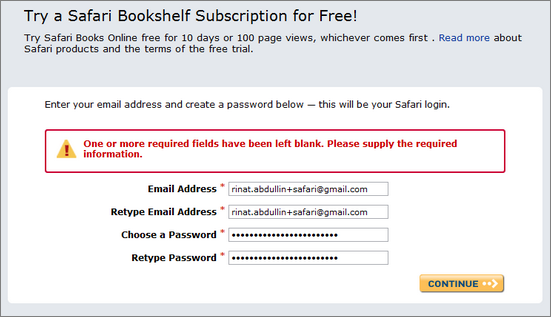 Try a Safari Bookshelf Subscription for Free!
Try Safari Books Online free for 10 days or 100 page views, whichever comes first . Read more about
Safari products and the terms of the free trial.
Enter your email address and create a password below — this will be your Safari login.
One or more required fields have been left blank. Please supply the required
information.
Email Address * rinat.abdullin+safari@gmail.com
Retype Email Address * rinat.abdullin+safari@gmail.com
Choose a Password * ••••••••••••••••••••••••
Retype Password * ••••••••••••••••••••••••
CONTINUE